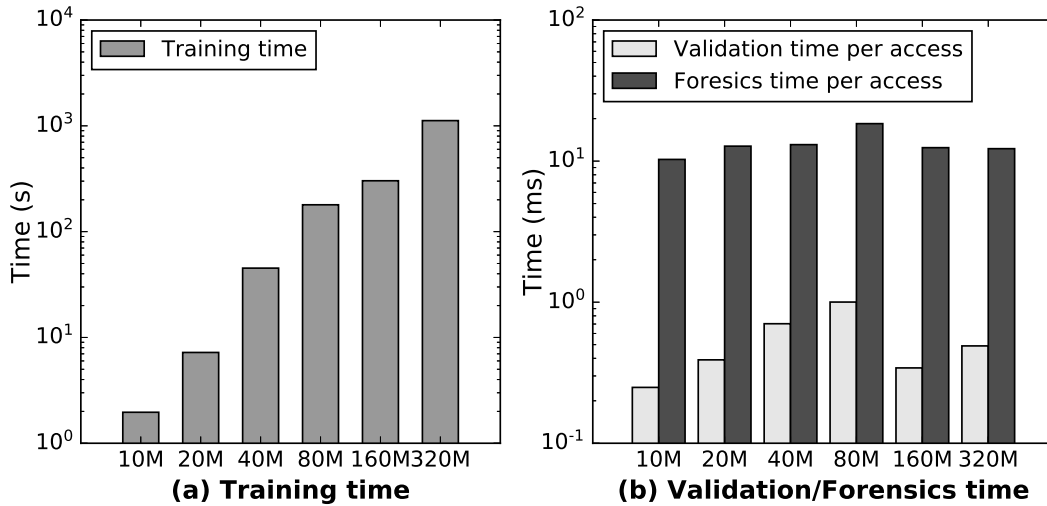 10^4
10^3
10^2
10^1
10^0
Time (s)
Training time
10M 20M 40M 80M 160M 320M
(a) Training time
10^2
10^1
10^0
10^-1
Time (ms)
Validation time per access
Foresics time per access
10M 20M 40M 80M 160M 320M
(b) Validation/Forensics time